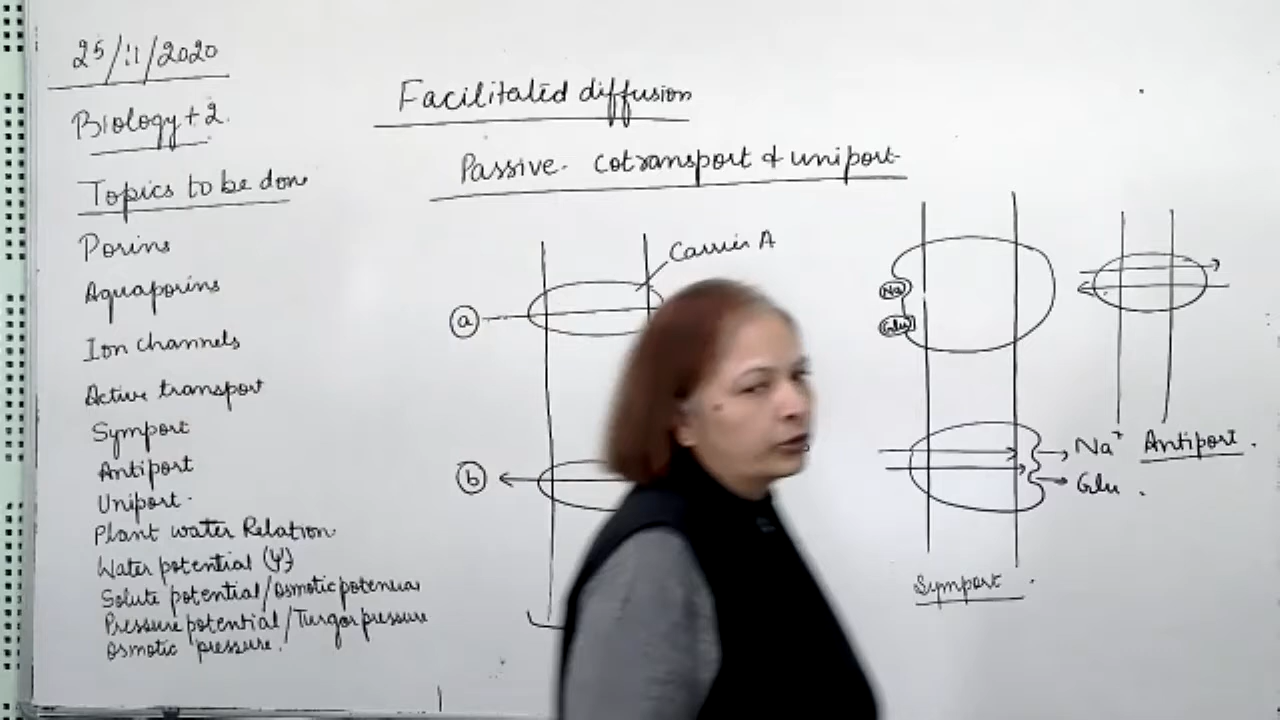 25/11/2020
Biology + 2.
Topics to be done
Porins
Aquaporins
Ion channels
Active transport
Symport
Antiport
Uniport.
Plant water Relation.
Water potential (Ψ)
Solute potential/Osmotic potential
Pressure potential/Turgor pressure
Osmotic pressure.
Facilitated diffusion
Passive. cotransport & uniport
Carrier A
a
b
Na
Glu
Na+
Glu.
Symport.
Antiport.